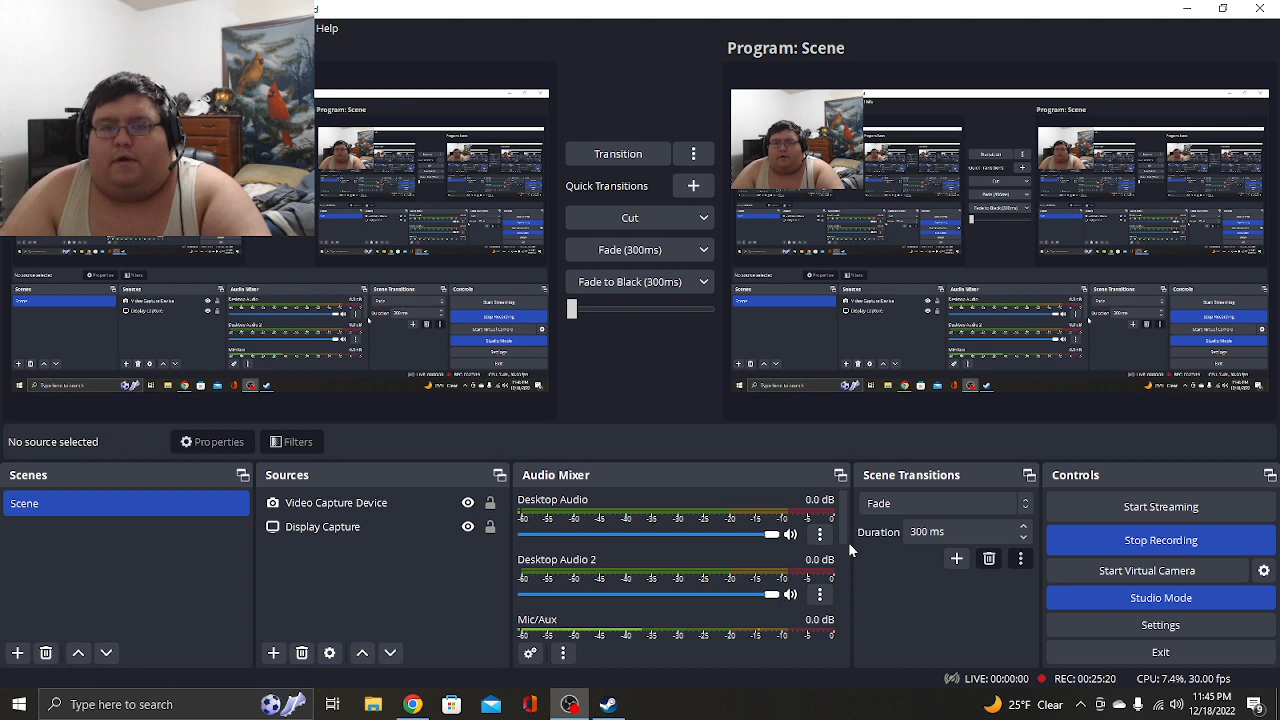 Help
Program: Scene
Program: Scene
Transition
Quick Transitions
Cut
Fade (300ms)
Fade to Black (300ms)
No source selected
Properties
Filters
Scenes
Scene
Sources
Video Capture Device
Display Capture
Audio Mixer
Desktop Audio
0.0 dB
-60 -55 -50 -45 -40 -35 -30 -25 -20 -15 -10 -5 0
Desktop Audio 2
0.0 dB
-60 -55 -50 -45 -40 -35 -30 -25 -20 -15 -10 -5 0
Mic/Aux
0.0 dB
-60 -55 -50 -45 -40 -35 -30 -25 -20 -15 -10 -5 0
Scene Transitions
Fade
Duration
300 ms
Controls
Start Streaming
Stop Recording
Start Virtual Camera
Studio Mode
Settings
Exit
LIVE: 00:00:00
REC: 00:25:20
CPU: 7.4%, 30.00 fps
Type here to search
25°F Clear
11:45 PM
12/18/2022